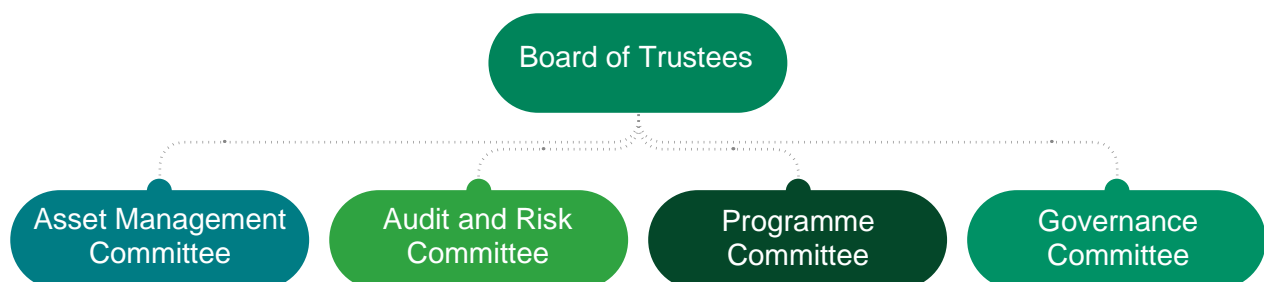 Board of Trustees
Asset Management
Committee
Audit and Risk
Committee
Programme
Committee
Governance
Committee